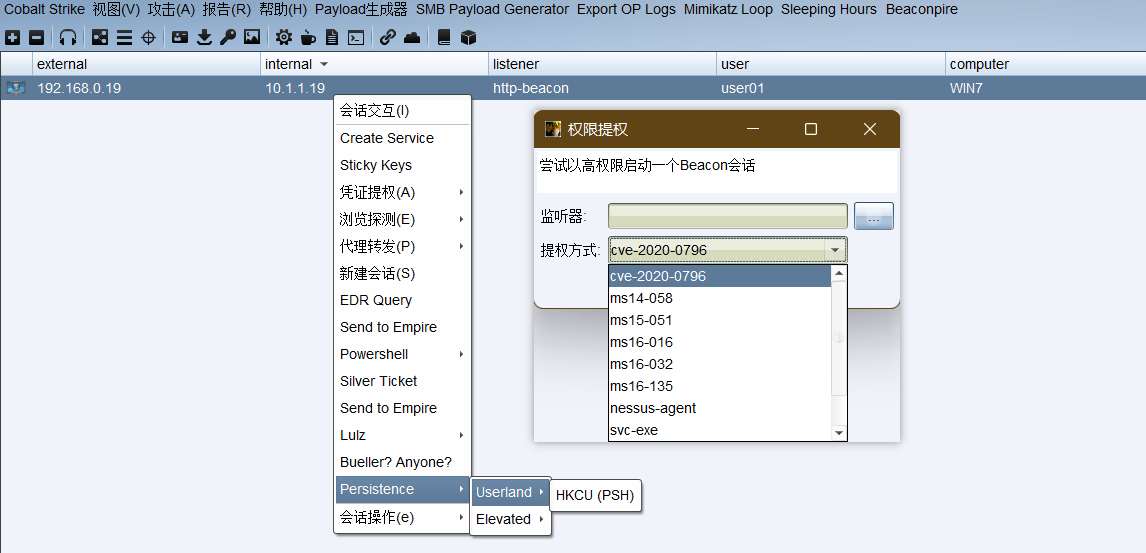 Cobalt Strike 视图(V) 攻击(A) 报告(R) 帮助(H) Payload生成器 SMB Payload Generator Export OP Logs Mimikatz Loop Sleeping Hours Beaconpire
external internal listener user computer
192.168.0.19 10.1.1.19 http-beacon user01 WIN7
会话交互(I)
Create Service
Sticky Keys
凭证提权(A)
浏览探测(E)
代理转发(P)
新建会话(S)
EDR Query
Send to Empire
Powershell
Silver Ticket
Send to Empire
Lulz
Bueller? Anyone?
Persistence
会话操作(e)
Userland
Elevated
HKCU (PSH)
权限提权
尝试以高权限启动一个Beacon会话
监听器:
...
提权方式: cve-2020-0796
cve-2020-0796
ms14-058
ms15-051
ms16-016
ms16-032
ms16-135
nessus-agent
svc-exe